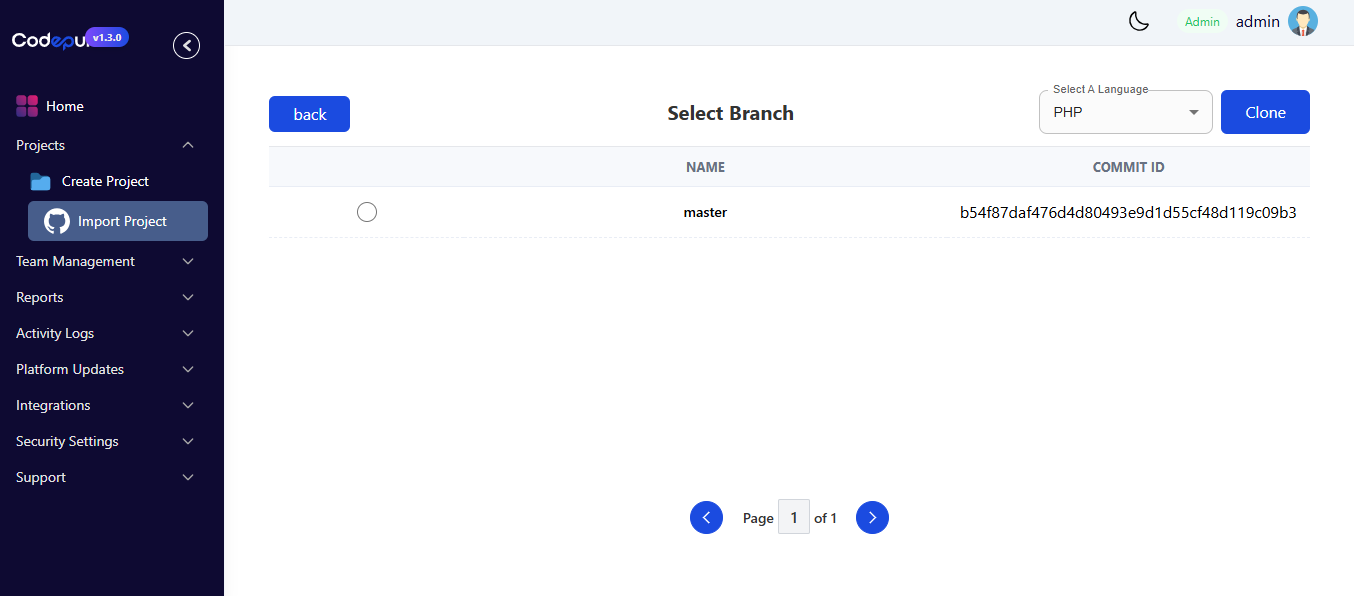 v1.3.0
Admin
admin
Home
Projects
Create Project
Import Project
Team Management
Reports
Activity Logs
Platform Updates
Integrations
Security Settings
Support
back
Select Branch
Select A Language
PHP
Clone
NAME
COMMIT ID
master
b54f87daf476d4d80493e9d1d55cf48d119c09b3
Page 1 of 1